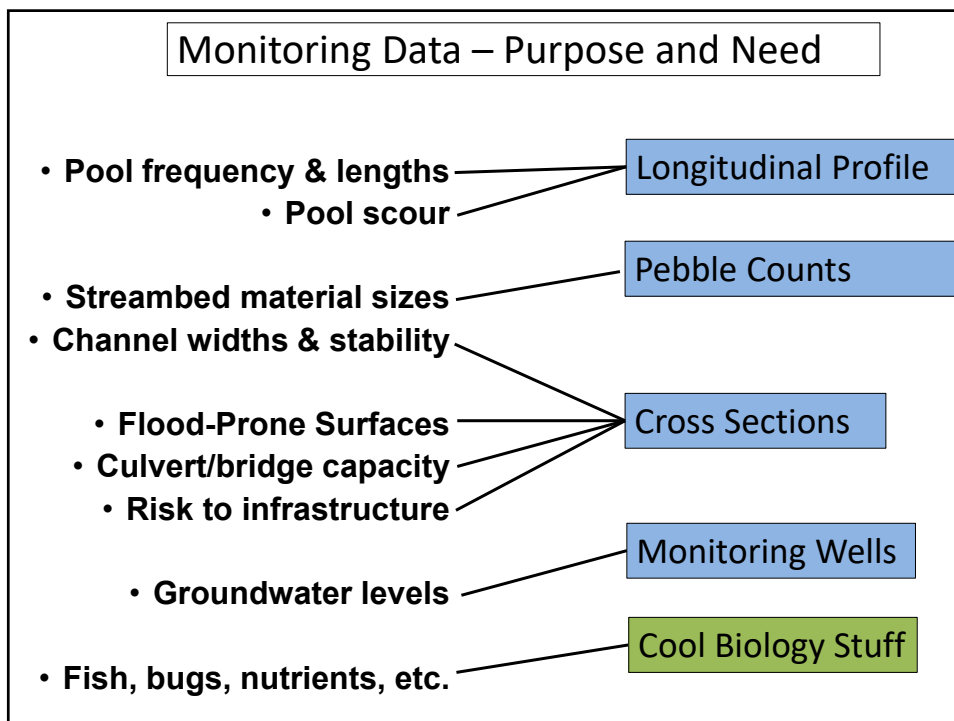 Monitoring Data – Purpose and Need
• Pool frequency & lengths
Longitudinal Profile
• Pool scour
Pebble Counts
• Streambed material sizes
• Channel widths & stability
• Flood-Prone Surfaces
Cross Sections
• Culvert/bridge capacity
• Risk to infrastructure
Monitoring Wells
• Groundwater levels
Cool Biology Stuff
• Fish, bugs, nutrients, etc.